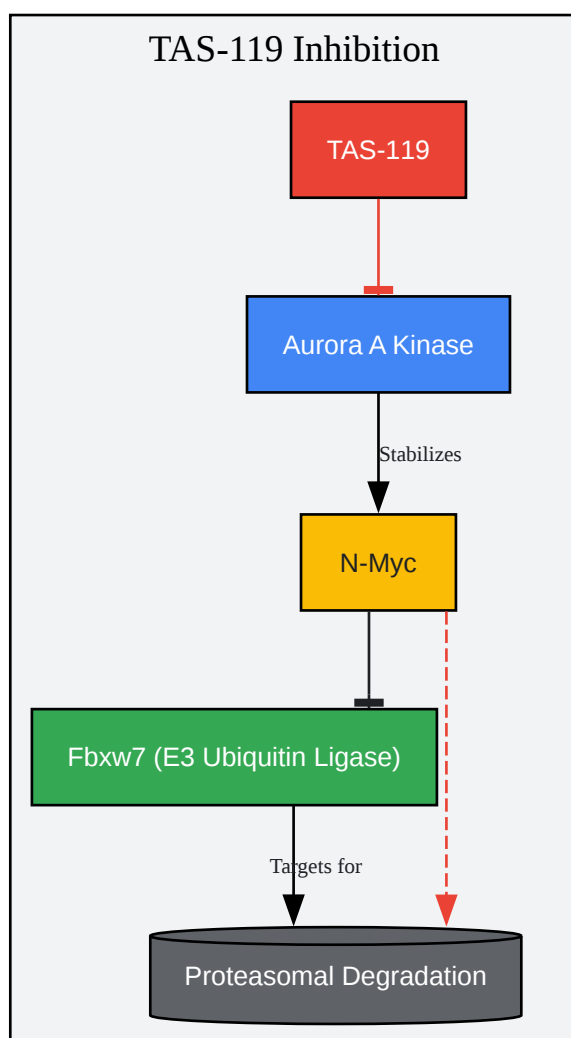 TAS-119 Inhibition
TAS-119
Aurora A Kinase
Stabilizes
N-Myc
Fbxw7 (E3 Ubiquitin Ligase)
Targets for
Proteasomal Degradation